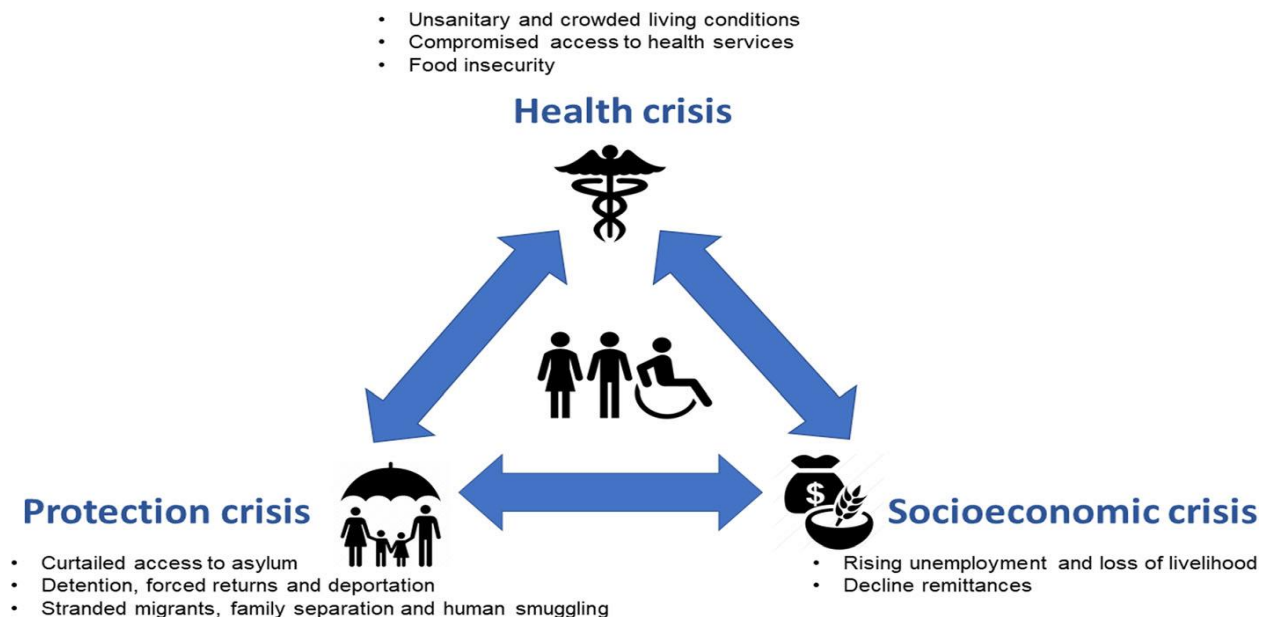 • Unsanitary and crowded living conditions
• Compromised access to health services
• Food insecurity
Health crisis
$
Protection crisis
• Curtailed access to asylum
• Detention, forced returns and deportation
• Stranded migrants, family separation and human smuggling
Socioeconomic crisis
• Rising unemployment and loss of livelihood
• Decline remittances